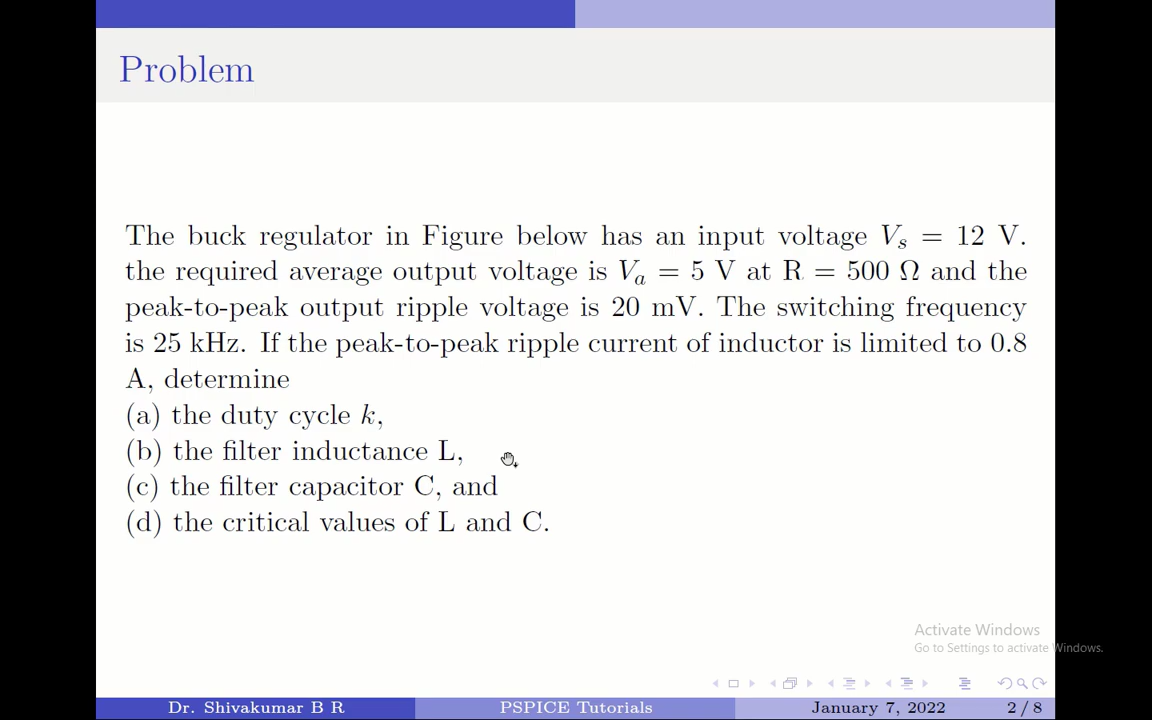 Problem
The buck regulator in Figure below has an input voltage Vₛ = 12 V.
the required average output voltage is Vₐ = 5 V at R = 500 Ω and the
peak-to-peak output ripple voltage is 20 mV. The switching frequency
is 25 kHz. If the peak-to-peak ripple current of inductor is limited to 0.8
A, determine
(a) the duty cycle k,
(b) the filter inductance L,
(c) the filter capacitor C, and
(d) the critical values of L and C.
Activate Windows
Go to Settings to activate Windows.
Dr. Shivakumar B R PSPICE Tutorials January 7, 2022 2 / 8